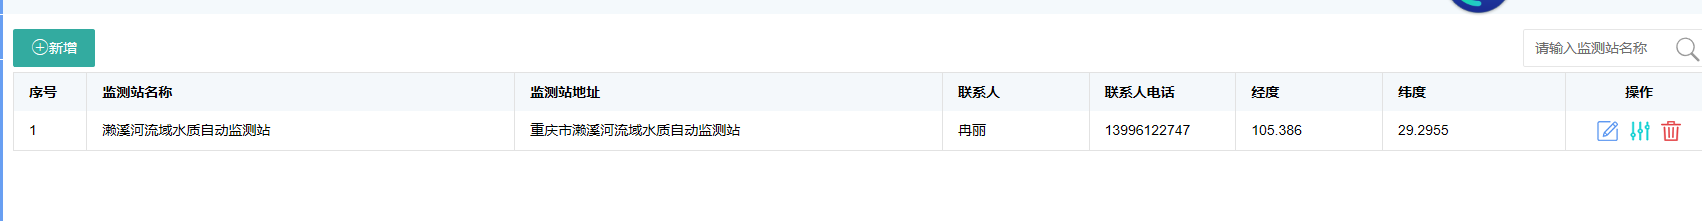 新增
请输入监测站名称
序号 监测站名称 监测站地址 联系人 联系人电话 经度 纬度 操作
1 濑溪河流域水质自动监测站 重庆市濑溪河流域水质自动监测站 冉丽 13996122747 105.386 29.2955